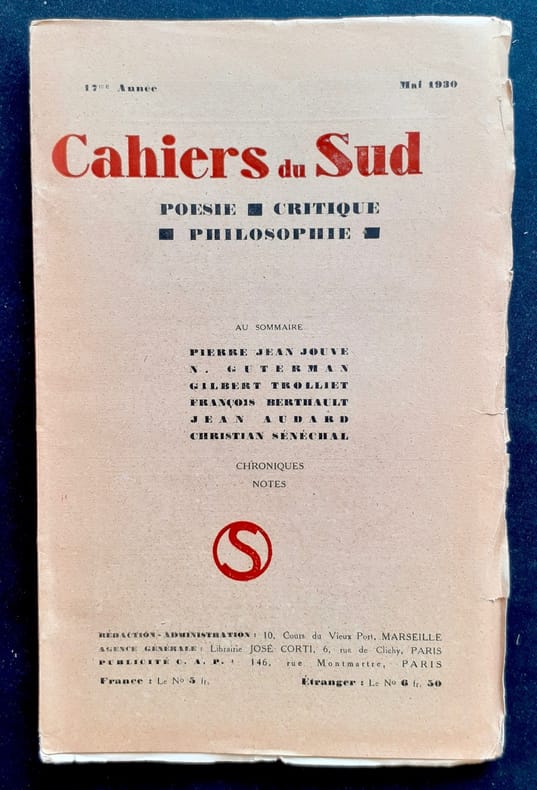 17me Année
Mai 1930
Cahiers du Sud
POESIE ■ CRITIQUE
■ PHILOSOPHIE ■
AU SOMMAIRE
PIERRE JEAN JOUVE
N. GUTERMAN
GILBERT TROLLIET
FRANÇOIS BERTHAULT
JEAN AUDARD
CHRISTIAN SÉNÉCHAL
CHRONIQUES
NOTES
S
RÉDACTION-ADMINISTRATION : 10, Cours du Vieux Port, MARSEILLE
AGENCE GÉNÉRALE : Librairie JOSÉ CORTI, 6, rue de Clichy, PARIS
PUBLICITÉ C. A. P. : 146, rue Montmartre, PARIS
France : Le No 5 fr.
Étranger : Le No 6 fr. 50